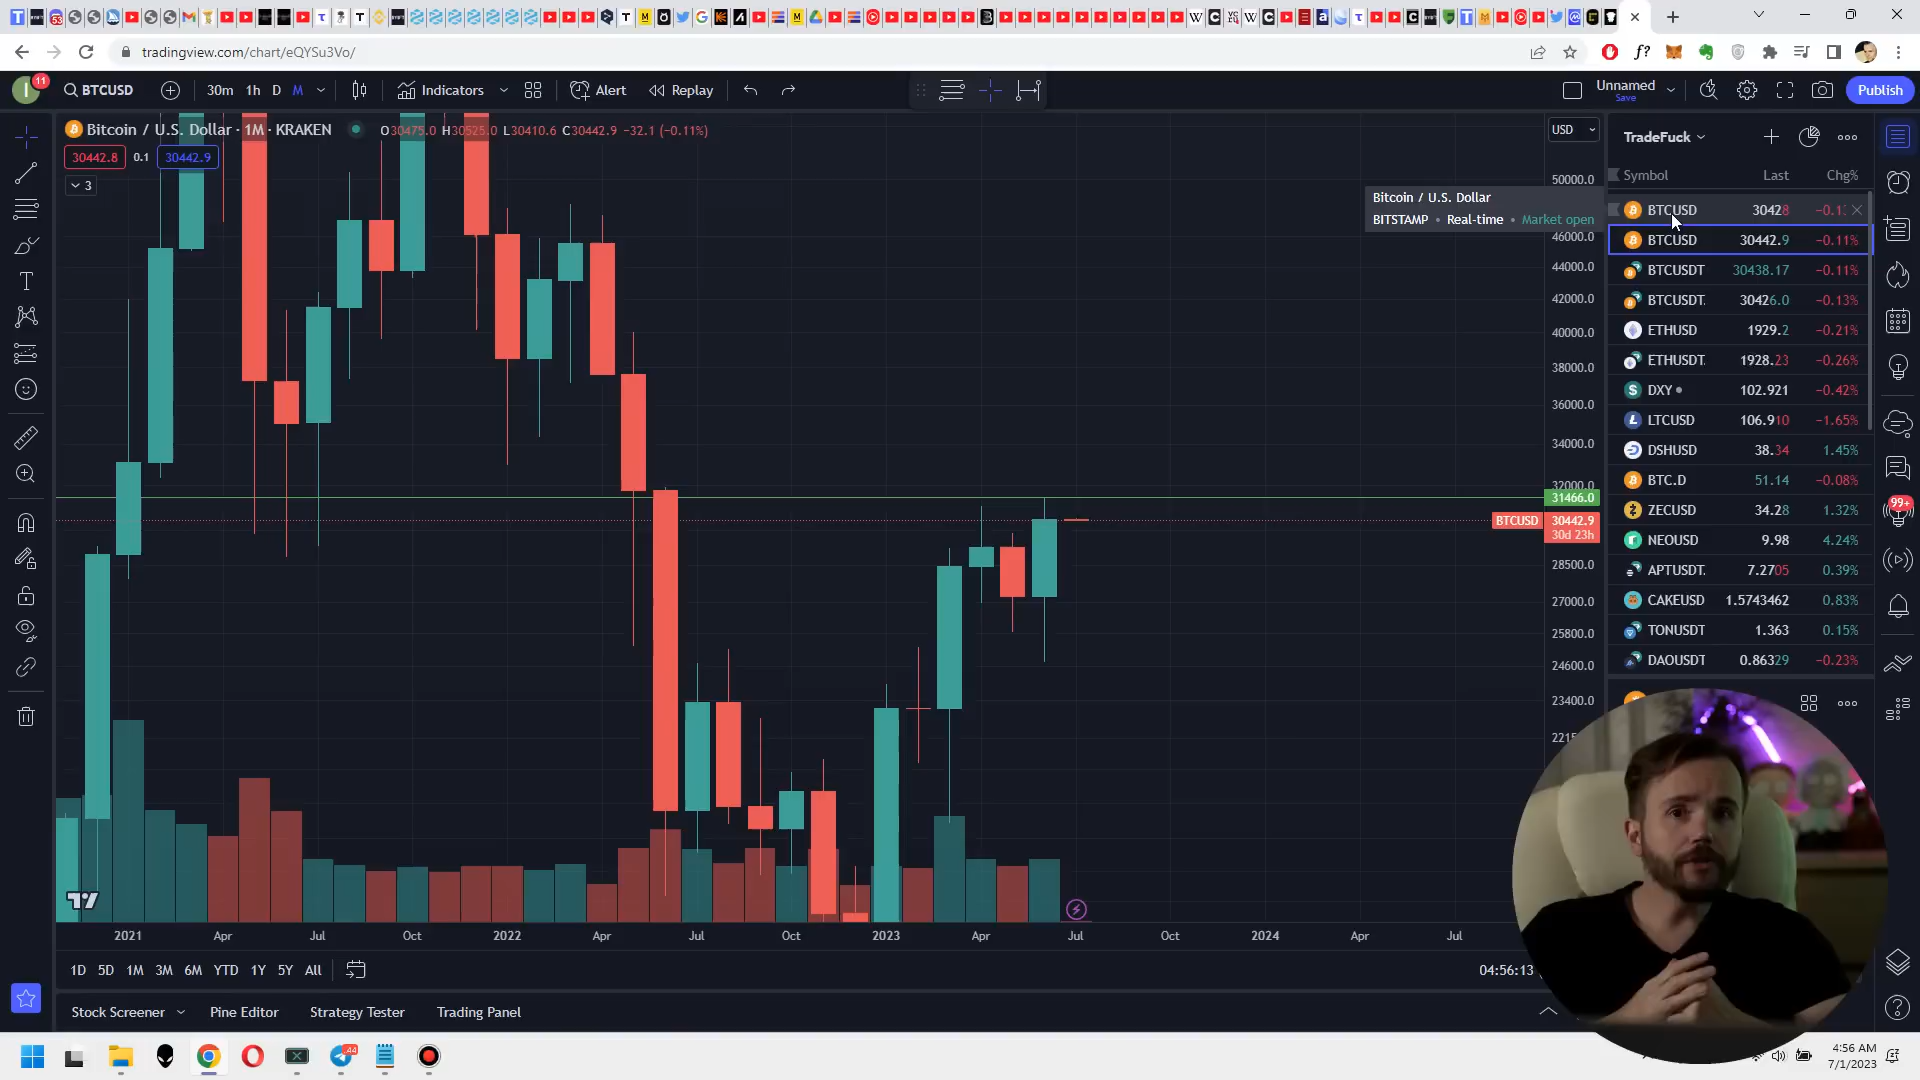 tradingview.com/chart/eQYSu3Vo/
11
BTCUSD
30m 1h D M
Indicators
Alert
Replay
Unnamed
Save
Publish
Bitcoin / U.S. Dollar · 1M · KRAKEN
O30475.0 H30525.0 L30410.6 C30442.9 −32.1 (−0.11%)
30442.8 0.1 30442.9
3
USD
TradeFuck
Symbol Last Chg%
Bitcoin / U.S. Dollar
BITSTAMP • Real-time • Market open
BTCUSD 30428
BTCUSD 30442.9 −0.11%
BTCUSDT 30438.17 −0.11%
BTCUSDT. 30426.0 −0.13%
ETHUSD 1929.2 −0.21%
ETHUSDT. 1928.23 −0.26%
DXY 102.921 −0.42%
LTCUSD 106.910 −1.65%
DSHUSD 38.34 1.45%
BTC.D 51.14 −0.08%
ZECUSD 34.28 1.32%
NEOUSD 9.98 4.24%
APTUSDT. 7.2705 0.39%
CAKEUSD 1.5743462 0.83%
TONUSDT 1.363 0.15%
DAOUSDT 0.86329 −0.23%
50000.0
46000.0
44000.0
42000.0
40000.0
38000.0
36000.0
34000.0
32000.0
31466.0
BTCUSD 30442.9
30d 23h
28500.0
27000.0
25800.0
24600.0
23400.0
99+
2021 Apr Jul Oct 2022 Apr Jul Oct 2023 Apr Jul Oct 2024 Apr Jul
1D 5D 1M 3M 6M YTD 1Y 5Y All
04:56:13
Stock Screener
Pine Editor
Strategy Tester
Trading Panel
4:56 AM
7/1/2023